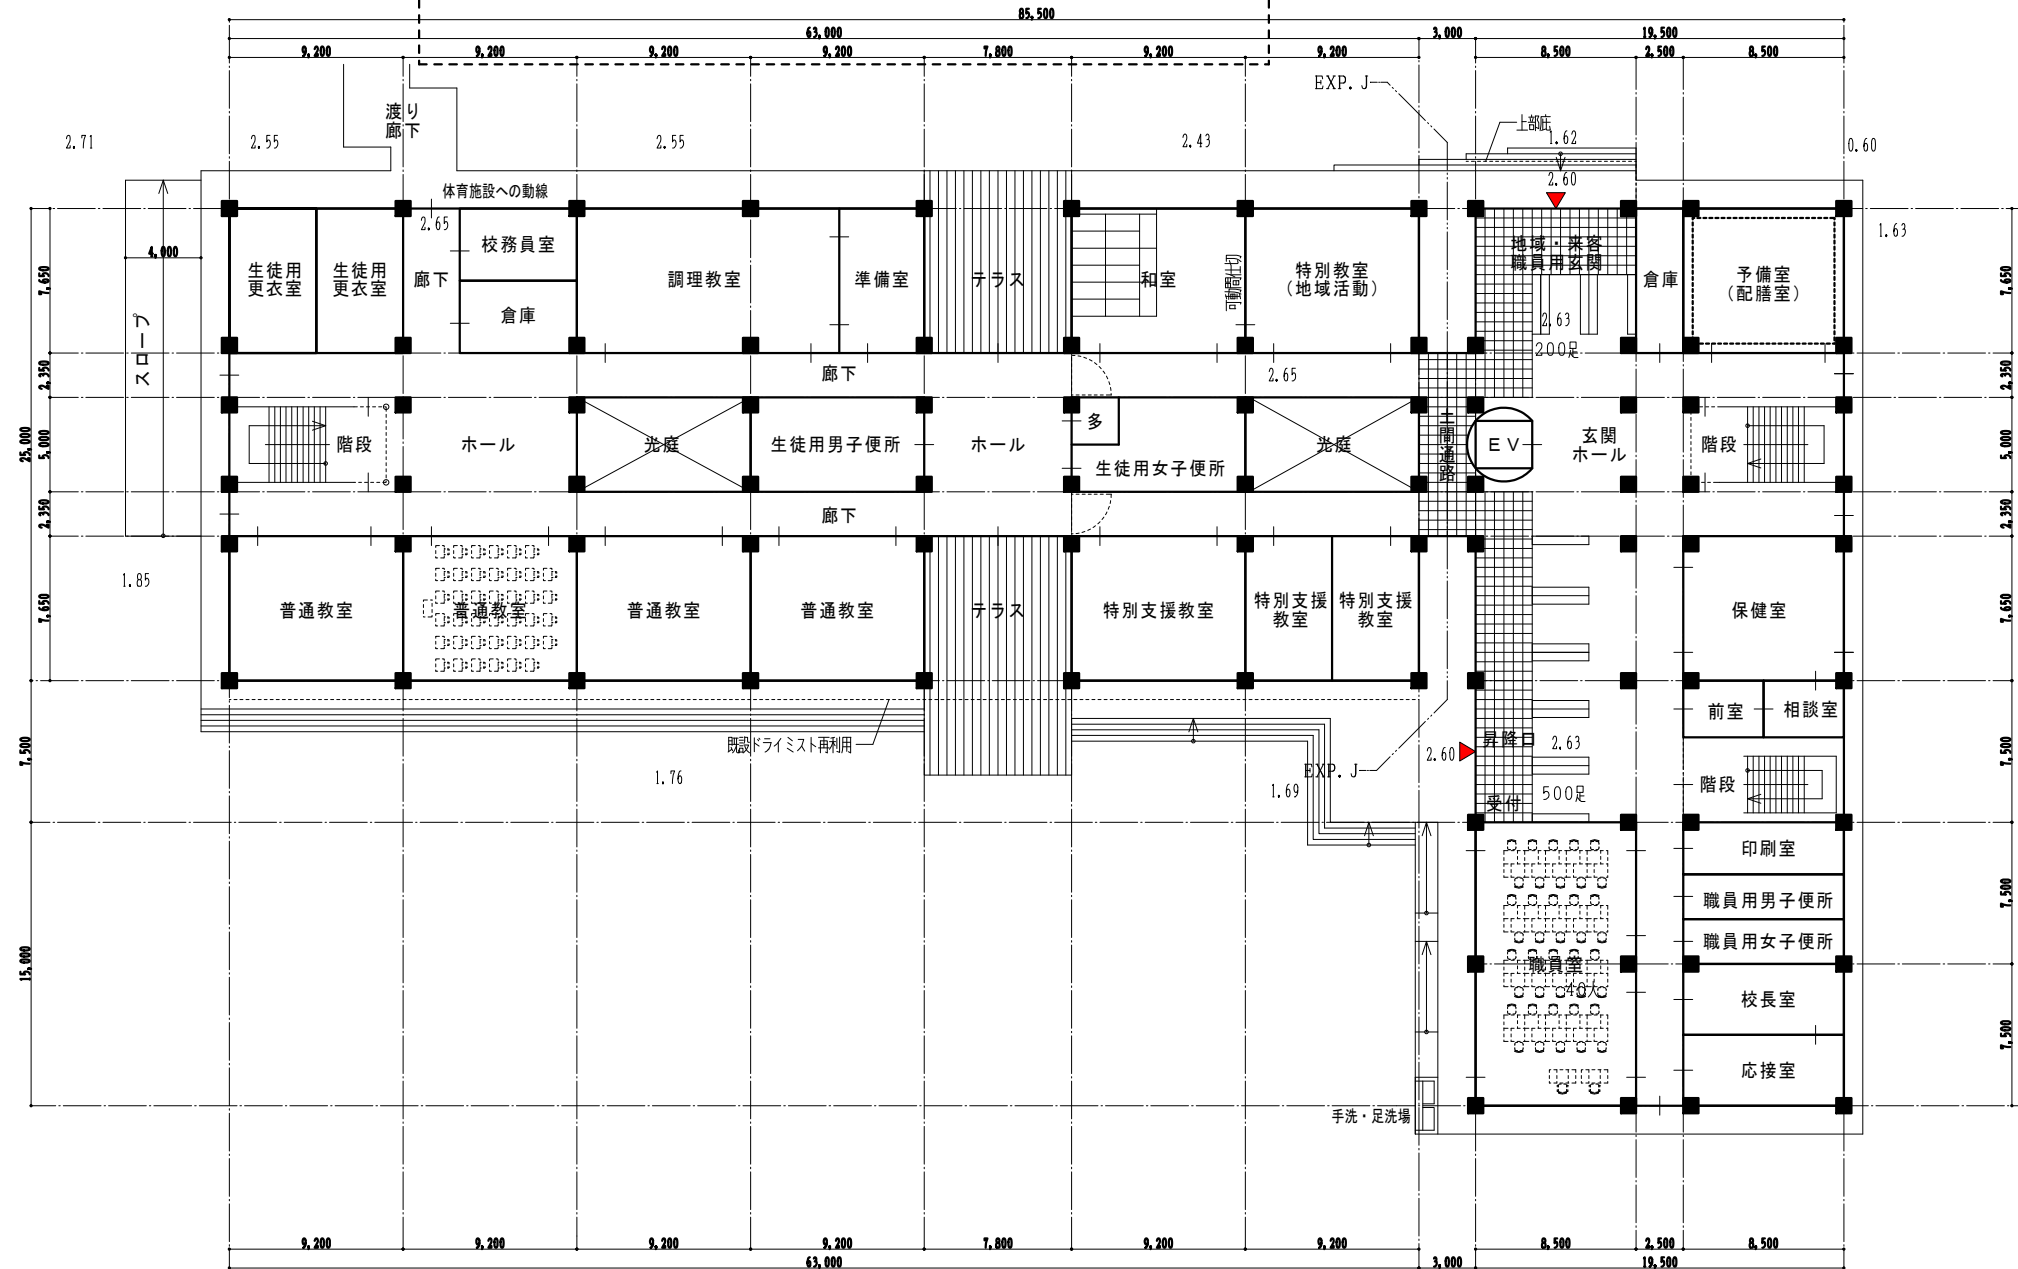 85,500
63,000 3,000 19,500
9,200 9,200 9,200 9,200 7,800 9,200 9,200 8,500 2,500 8,500
EXP. J
渡り
廊下
上部庇
2.71 2.55 2.55 2.43 1.62 0.60
体育施設への動線
2.60
2.65
1.63
4,000
スロープ
7,650
生徒用
更衣室
生徒用
更衣室
廊下
校務員室
倉庫
調理教室
準備室
テラス
和室
可動間仕切
特別教室
(地域活動)
地域・来客
職員用玄関
2.63
200足
倉庫
予備室
(配膳室)
7,650
2,350
廊下
2.65
2,350
25,000
5,000
階段
ホール
光庭
生徒用男子便所
ホール
多
生徒用女子便所
光庭
土間通路
EV
玄関
ホール
階段
5,000
2,350
廊下
2,350
1.85
7,650
普通教室
普通教室
普通教室
普通教室
テラス
特別支援教室
特別支援
教室
特別支援
教室
保健室
7,650
前室
相談室
7,500
既設ドライミスト再利用
1.76
1.69
EXP. J
2.60
昇降口
2.63
受付
500足
階段
7,500
印刷室
職員用男子便所
職員用女子便所
7,500
15,000
職員室
40人
校長室
応接室
7,500
手洗・足洗場
9,200 9,200 9,200 9,200 7,800 9,200 9,200 8,500 2,500 8,500
63,000 3,000 19,500